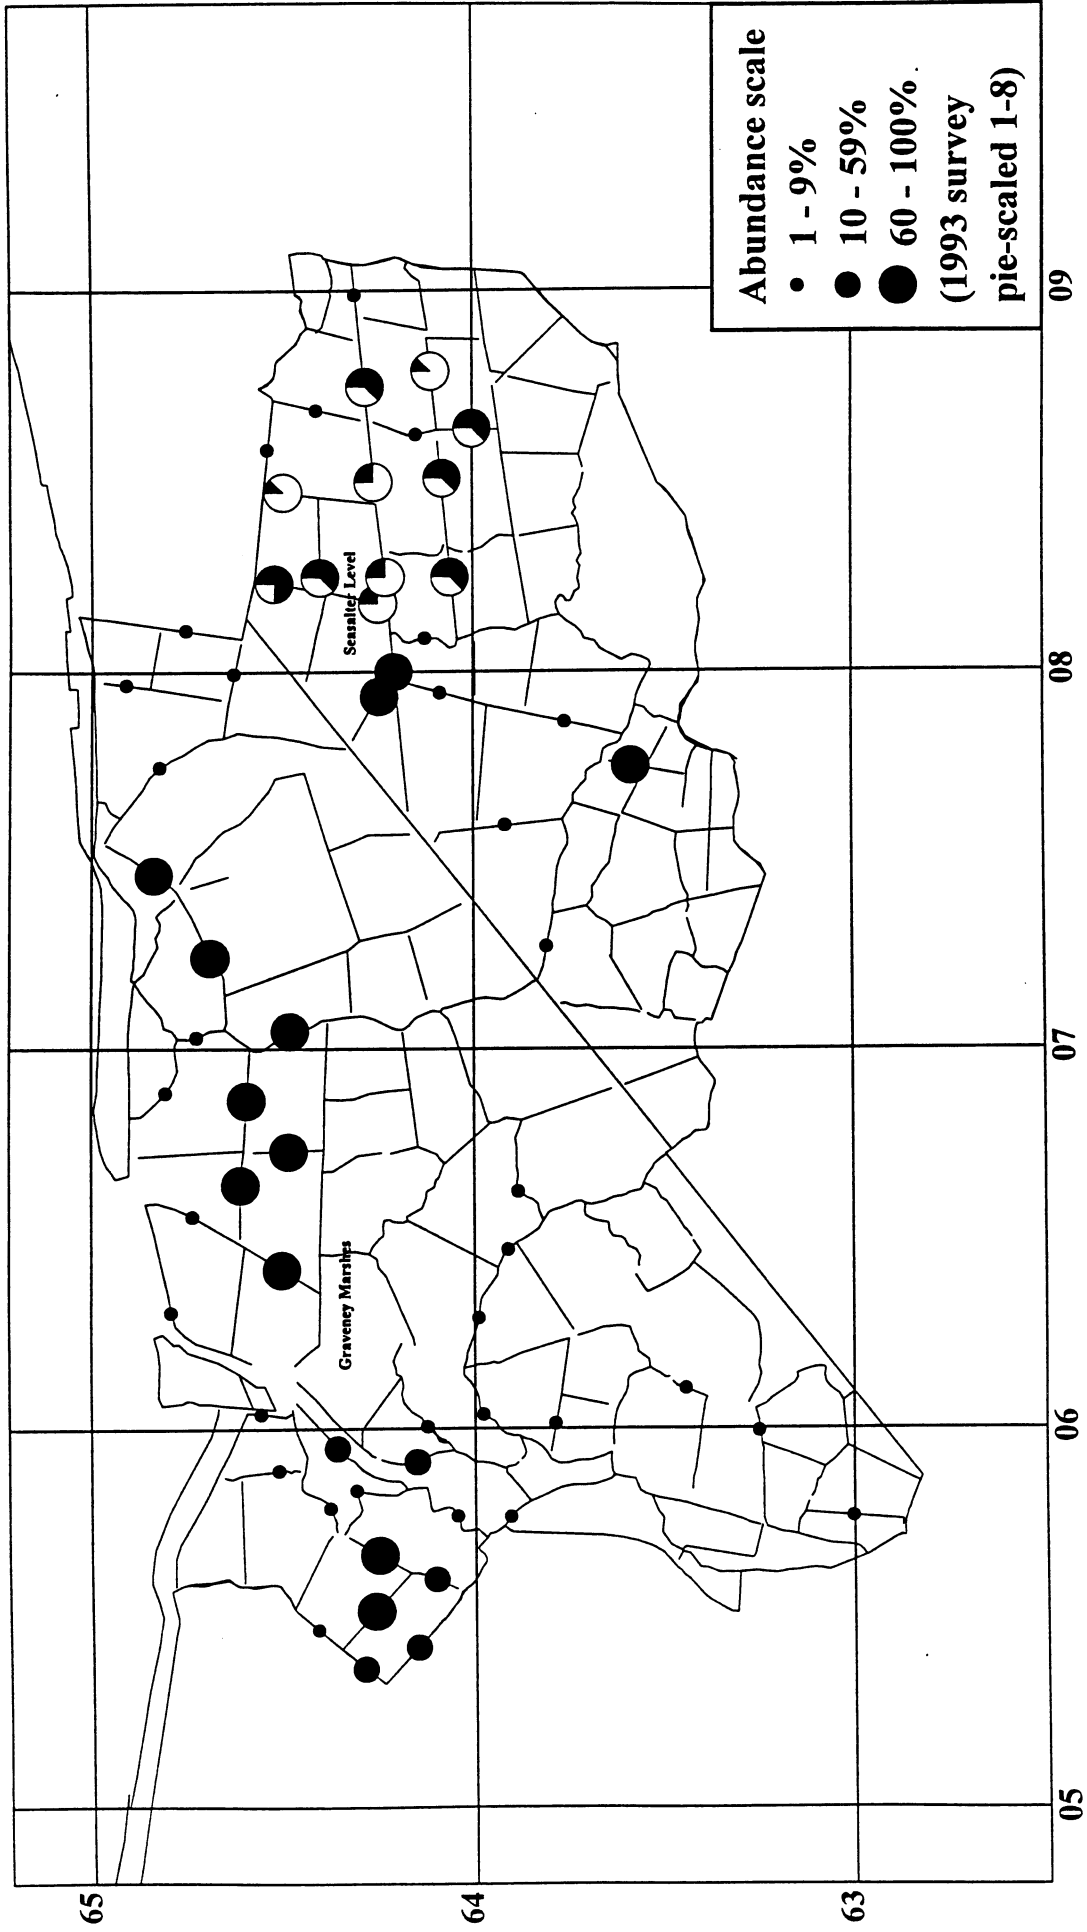 65
64
63
Seasalter Level
Graveney Marshes
05
06
07
08
09
Abundance scale
1 - 9%
10 - 59%
60 - 100%
(1993 survey
pie-scaled 1-8)